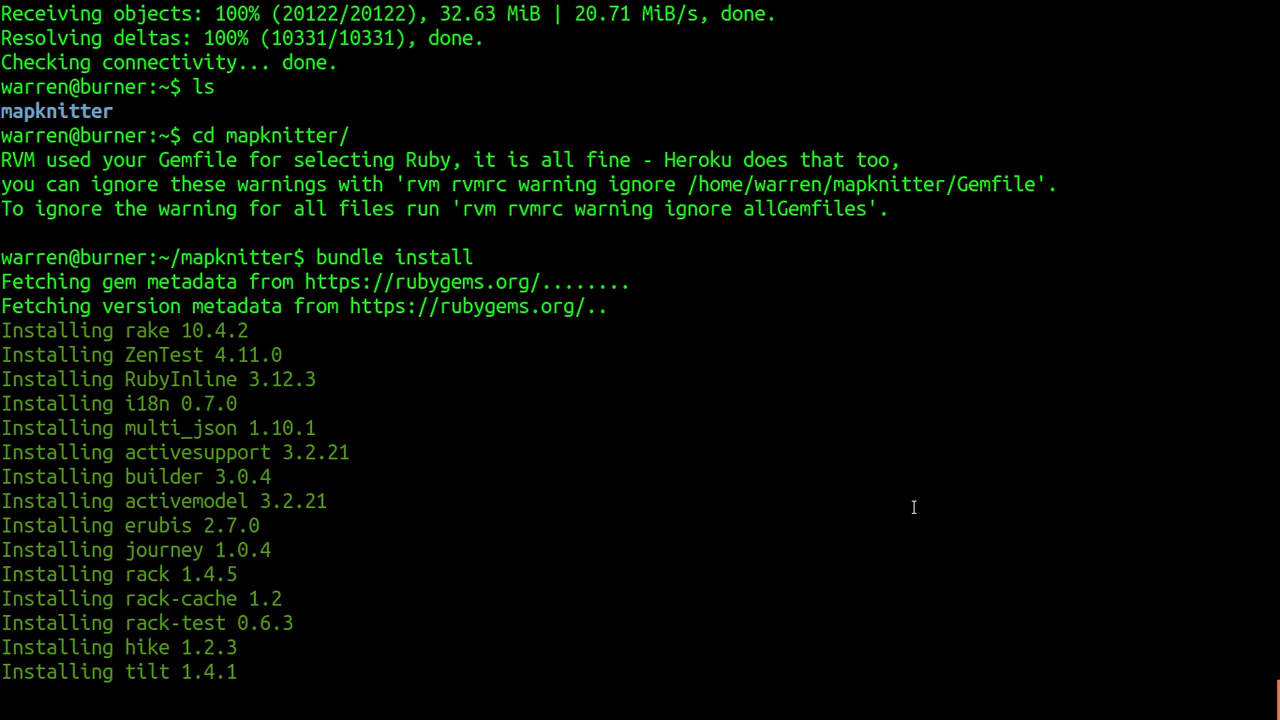 Receiving objects: 100% (20122/20122), 32.63 MiB | 20.71 MiB/s, done.
Resolving deltas: 100% (10331/10331), done.
Checking connectivity... done.
warren@burner:~$ ls
mapknitter
warren@burner:~$ cd mapknitter/
RVM used your Gemfile for selecting Ruby, it is all fine - Heroku does that too,
you can ignore these warnings with 'rvm rvmrc warning ignore /home/warren/mapknitter/Gemfile'.
To ignore the warning for all files run 'rvm rvmrc warning ignore allGemfiles'.
warren@burner:~/mapknitter$ bundle install
Fetching gem metadata from https://rubygems.org/........
Fetching version metadata from https://rubygems.org/..
Installing rake 10.4.2
Installing ZenTest 4.11.0
Installing RubyInline 3.12.3
Installing i18n 0.7.0
Installing multi_json 1.10.1
Installing activesupport 3.2.21
Installing builder 3.0.4
Installing activemodel 3.2.21
Installing erubis 2.7.0
Installing journey 1.0.4
Installing rack 1.4.5
Installing rack-cache 1.2
Installing rack-test 0.6.3
Installing hike 1.2.3
Installing tilt 1.4.1